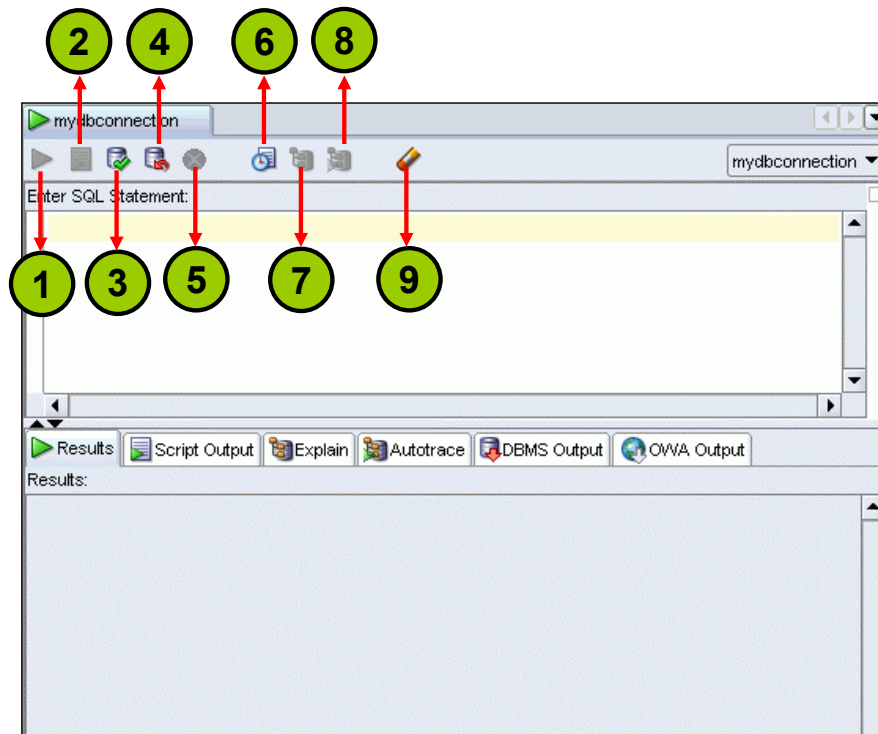 2 4 6 8
mydbconnection
mydbconnection
Enter SQL Statement:
1 3 5 7 9
Results Script Output Explain Autotrace DBMS Output OWA Output
Results: